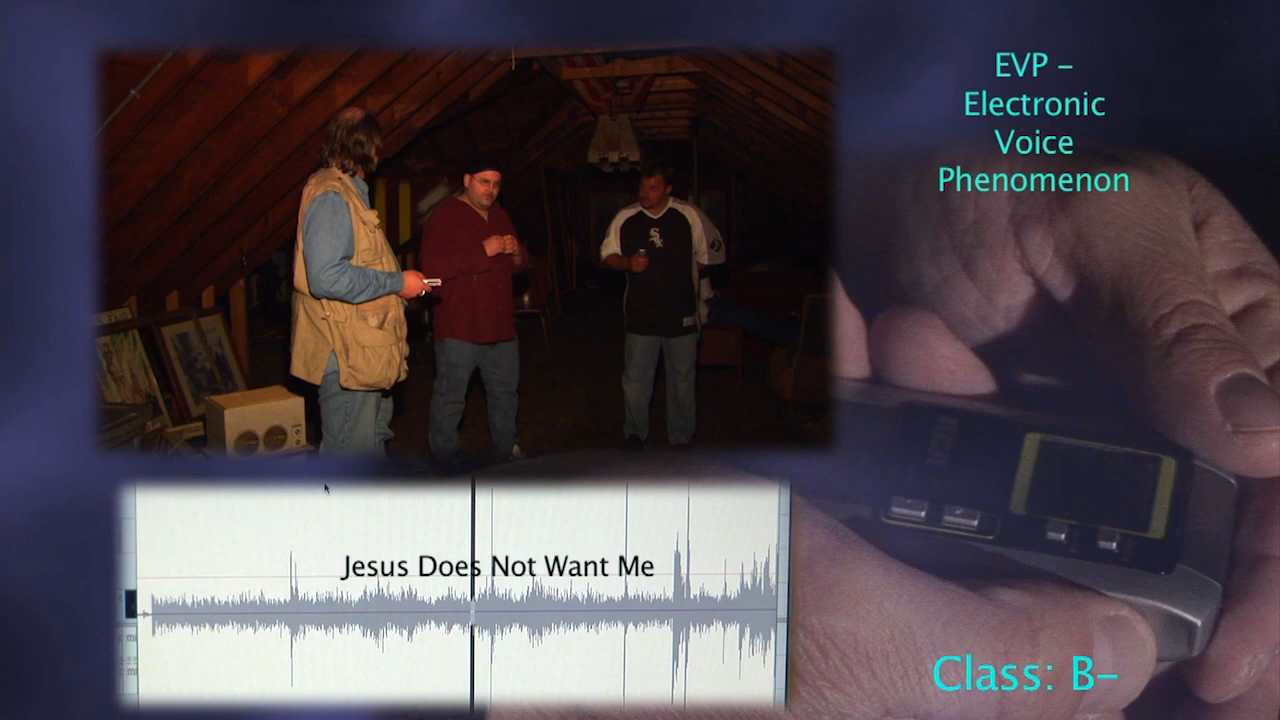 EVP –
Electronic
Voice
Phenomenon
Jesus Does Not Want Me
Class: B–